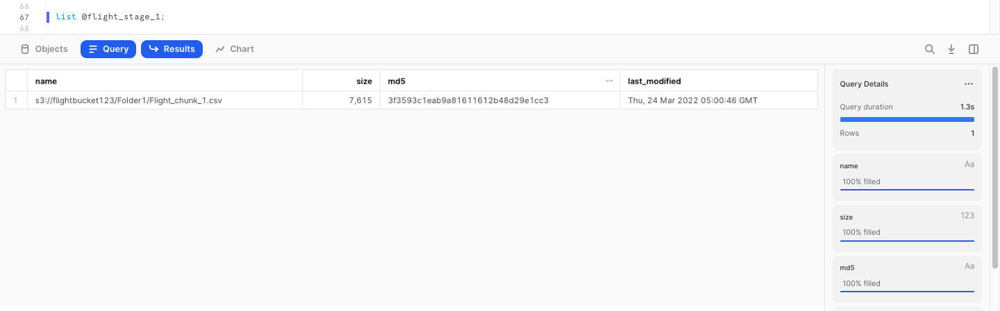 66
67 list @flight_stage_1;
68
Objects Query Results Chart
name size md5 ... last_modified
1 s3://flightbucket123/Folder1/Flight_chunk_1.csv 7,615 3f3593c1eab9a81611612b48d29e1cc3 Thu, 24 Mar 2022 05:00:46 GMT
Query Details ...
Query duration 1.3s
Rows 1
name Aa
100% filled
size 123
100% filled
md5 Aa
100% filled